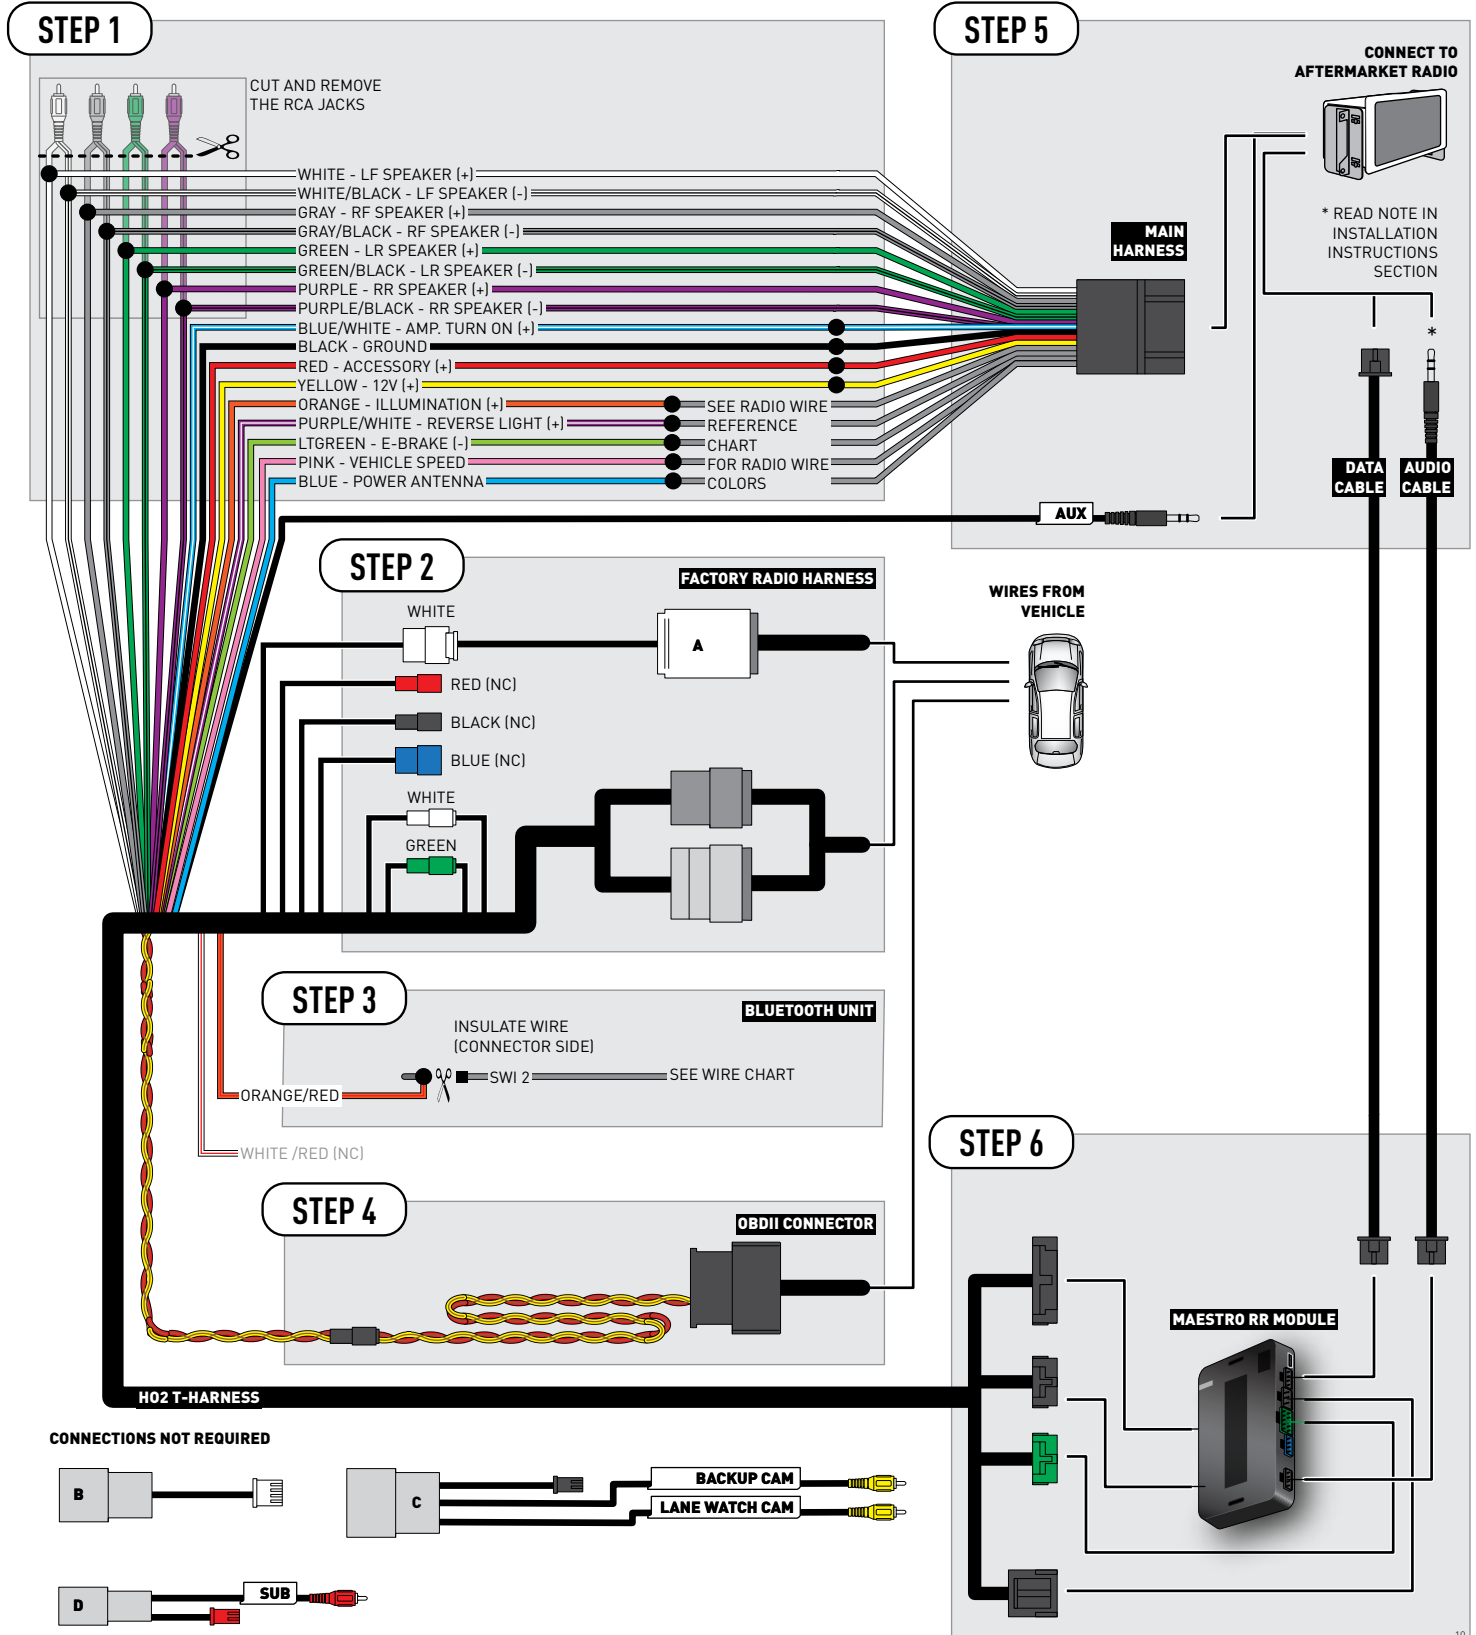 STEP 1
CUT AND REMOVE
THE RCA JACKS
WHITE - LF SPEAKER (+)
WHITE/BLACK - LF SPEAKER (-)
GRAY - RF SPEAKER (+)
GRAY/BLACK - RF SPEAKER (-)
GREEN - LR SPEAKER (+)
GREEN/BLACK - LR SPEAKER (-)
PURPLE - RR SPEAKER (+)
PURPLE/BLACK - RR SPEAKER (-)
BLUE/WHITE - AMP. TURN ON (+)
BLACK - GROUND
RED - ACCESSORY (+)
YELLOW - 12V (+)
ORANGE - ILLUMINATION (+)
PURPLE/WHITE - REVERSE LIGHT (+)
LTGREEN - E-BRAKE (-)
PINK - VEHICLE SPEED
BLUE - POWER ANTENNA
SEE RADIO WIRE
REFERENCE
CHART
FOR RADIO WIRE
COLORS
STEP 5
CONNECT TO
AFTERMARKET RADIO
* READ NOTE IN
INSTALLATION
INSTRUCTIONS
SECTION
MAIN
HARNESS
*
DATA
CABLE
AUDIO
CABLE
AUX
STEP 2
FACTORY RADIO HARNESS
WHITE
A
RED (NC)
BLACK (NC)
BLUE (NC)
WHITE
GREEN
WIRES FROM
VEHICLE
STEP 3
BLUETOOTH UNIT
INSULATE WIRE
(CONNECTOR SIDE)
SWI 2
SEE WIRE CHART
ORANGE/RED
WHITE /RED (NC)
STEP 4
OBDII CONNECTOR
STEP 6
MAESTRO RR MODULE
HO2 T-HARNESS
CONNECTIONS NOT REQUIRED
B
C
BACKUP CAM
LANE WATCH CAM
D
SUB